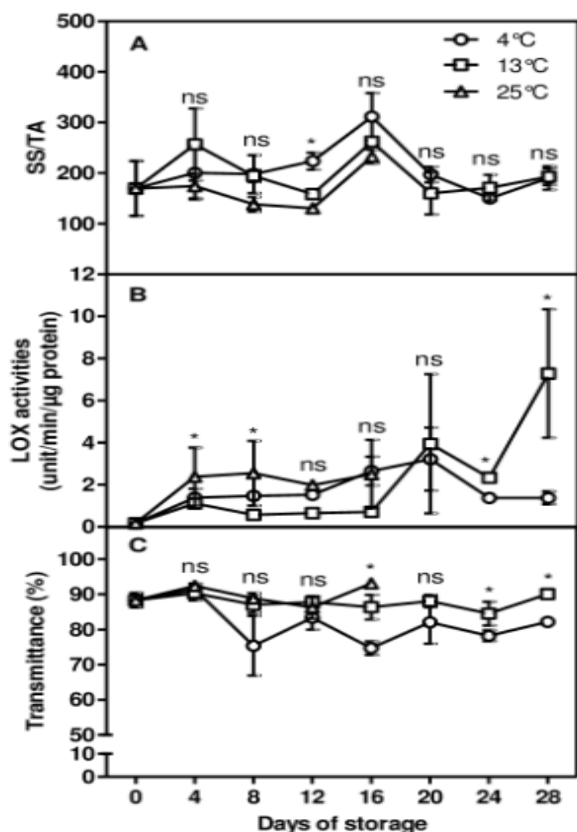 500
A
4°C
13°C
25°C
400
300
200
100
SS/TA
ns
ns
*
ns
ns
ns
ns
12
B
10
8
6
4
2
0
LOX activities
(unit/min/µg protein)
*
*
ns
ns
ns
*
*
100
C
90
80
70
60
50
10
0
Transmittance (%)
ns
ns
ns
*
ns
*
*
0 4 8 12 16 20 24 28
Days of storage